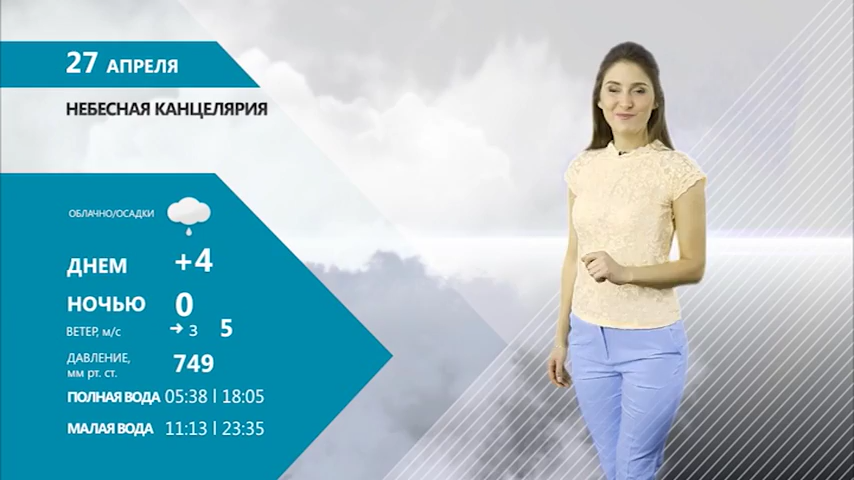 27 АПРЕЛЯ
НЕБЕСНАЯ КАНЦЕЛЯРИЯ
ОБЛАЧНО/ОСАДКИ
ДНЕМ +4
НОЧЬЮ 0
ВЕТЕР, м/с → 3 5
ДАВЛЕНИЕ,
мм рт. ст. 749
ПОЛНАЯ ВОДА 05:38 | 18:05
МАЛАЯ ВОДА 11:13 | 23:35